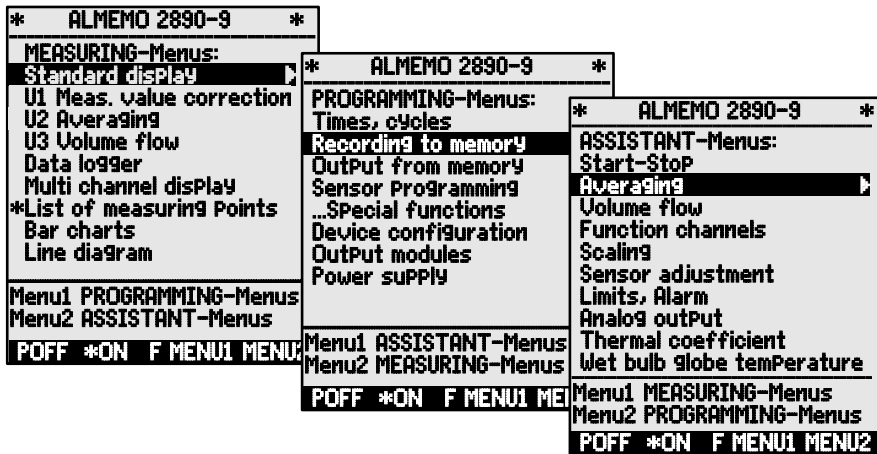 * ALMEMO 2890-9 *
MEASURING-Menus:
Standard display
U1 Meas. value correction
U2 Averaging
U3 Volume flow
Data logger
Multi channel display
*List of measuring points
Bar charts
Line diagram
Menu1 PROGRAMMING-Menus
Menu2 ASSISTANT-Menus
POFF *ON F MENU1 MENU2
* ALMEMO 2890-9 *
PROGRAMMING-Menus:
Times, cycles
Recording to memory
Output from memory
Sensor programming
...Special functions
Device configuration
Output modules
Power supply
Menu1 ASSISTANT-Menus
Menu2 MEASURING-Menus
POFF *ON F MENU1 ME
* ALMEMO 2890-9 *
ASSISTANT-Menus:
Start-Stop
Averaging
Volume flow
Function channels
Scaling
Sensor adjustment
Limits, Alarm
Analog output
Thermal coefficient
Wet bulb globe temperature
Menu1 MEASURING-Menus
Menu2 PROGRAMMING-Menus
POFF *ON F MENU1 MENU2